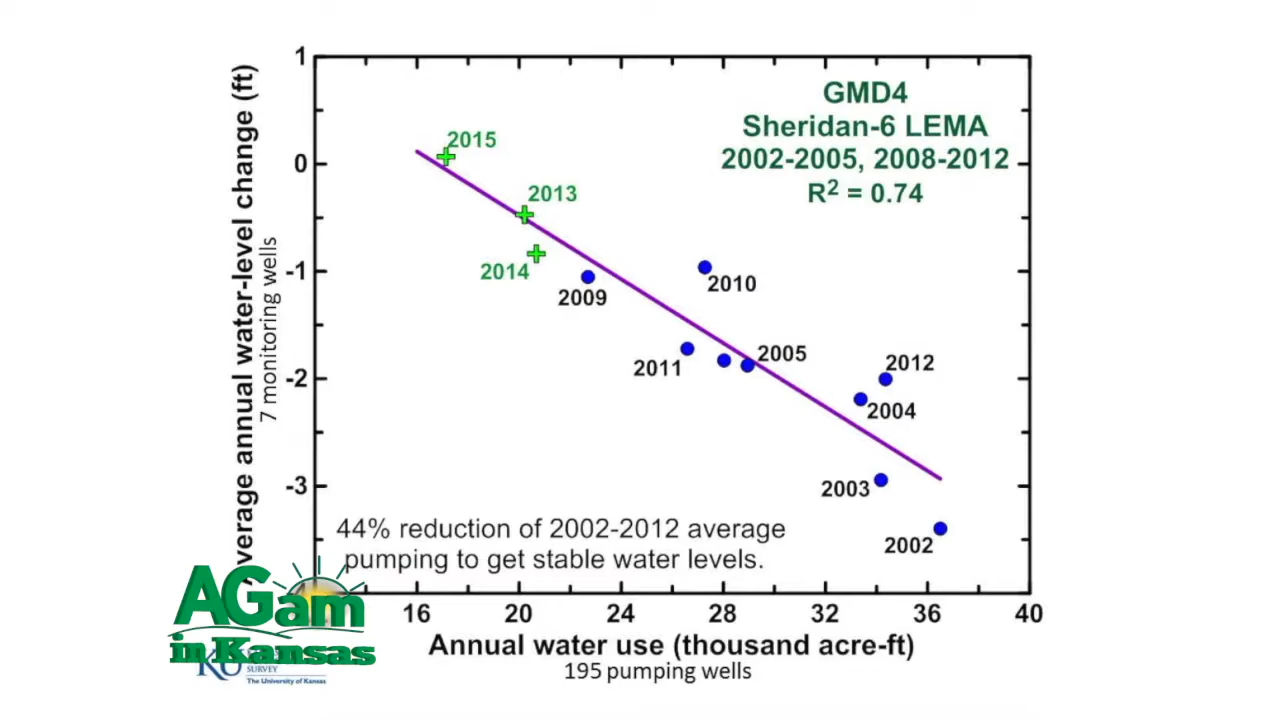 GMD4
Sheridan-6 LEMA
2002-2005, 2008-2012
R² = 0.74
1
0
-1
-2
-3
average annual water-level change (ft)
7 monitoring wells
2015
2013
2014
2009
2010
2011
2005
2012
2004
2003
2002
44% reduction of 2002-2012 average
pumping to get stable water levels.
16 20 24 28 32 36 40
Annual water use (thousand acre-ft)
195 pumping wells
AGam
in Kansas
KU
SURVEY
The University of Kansas